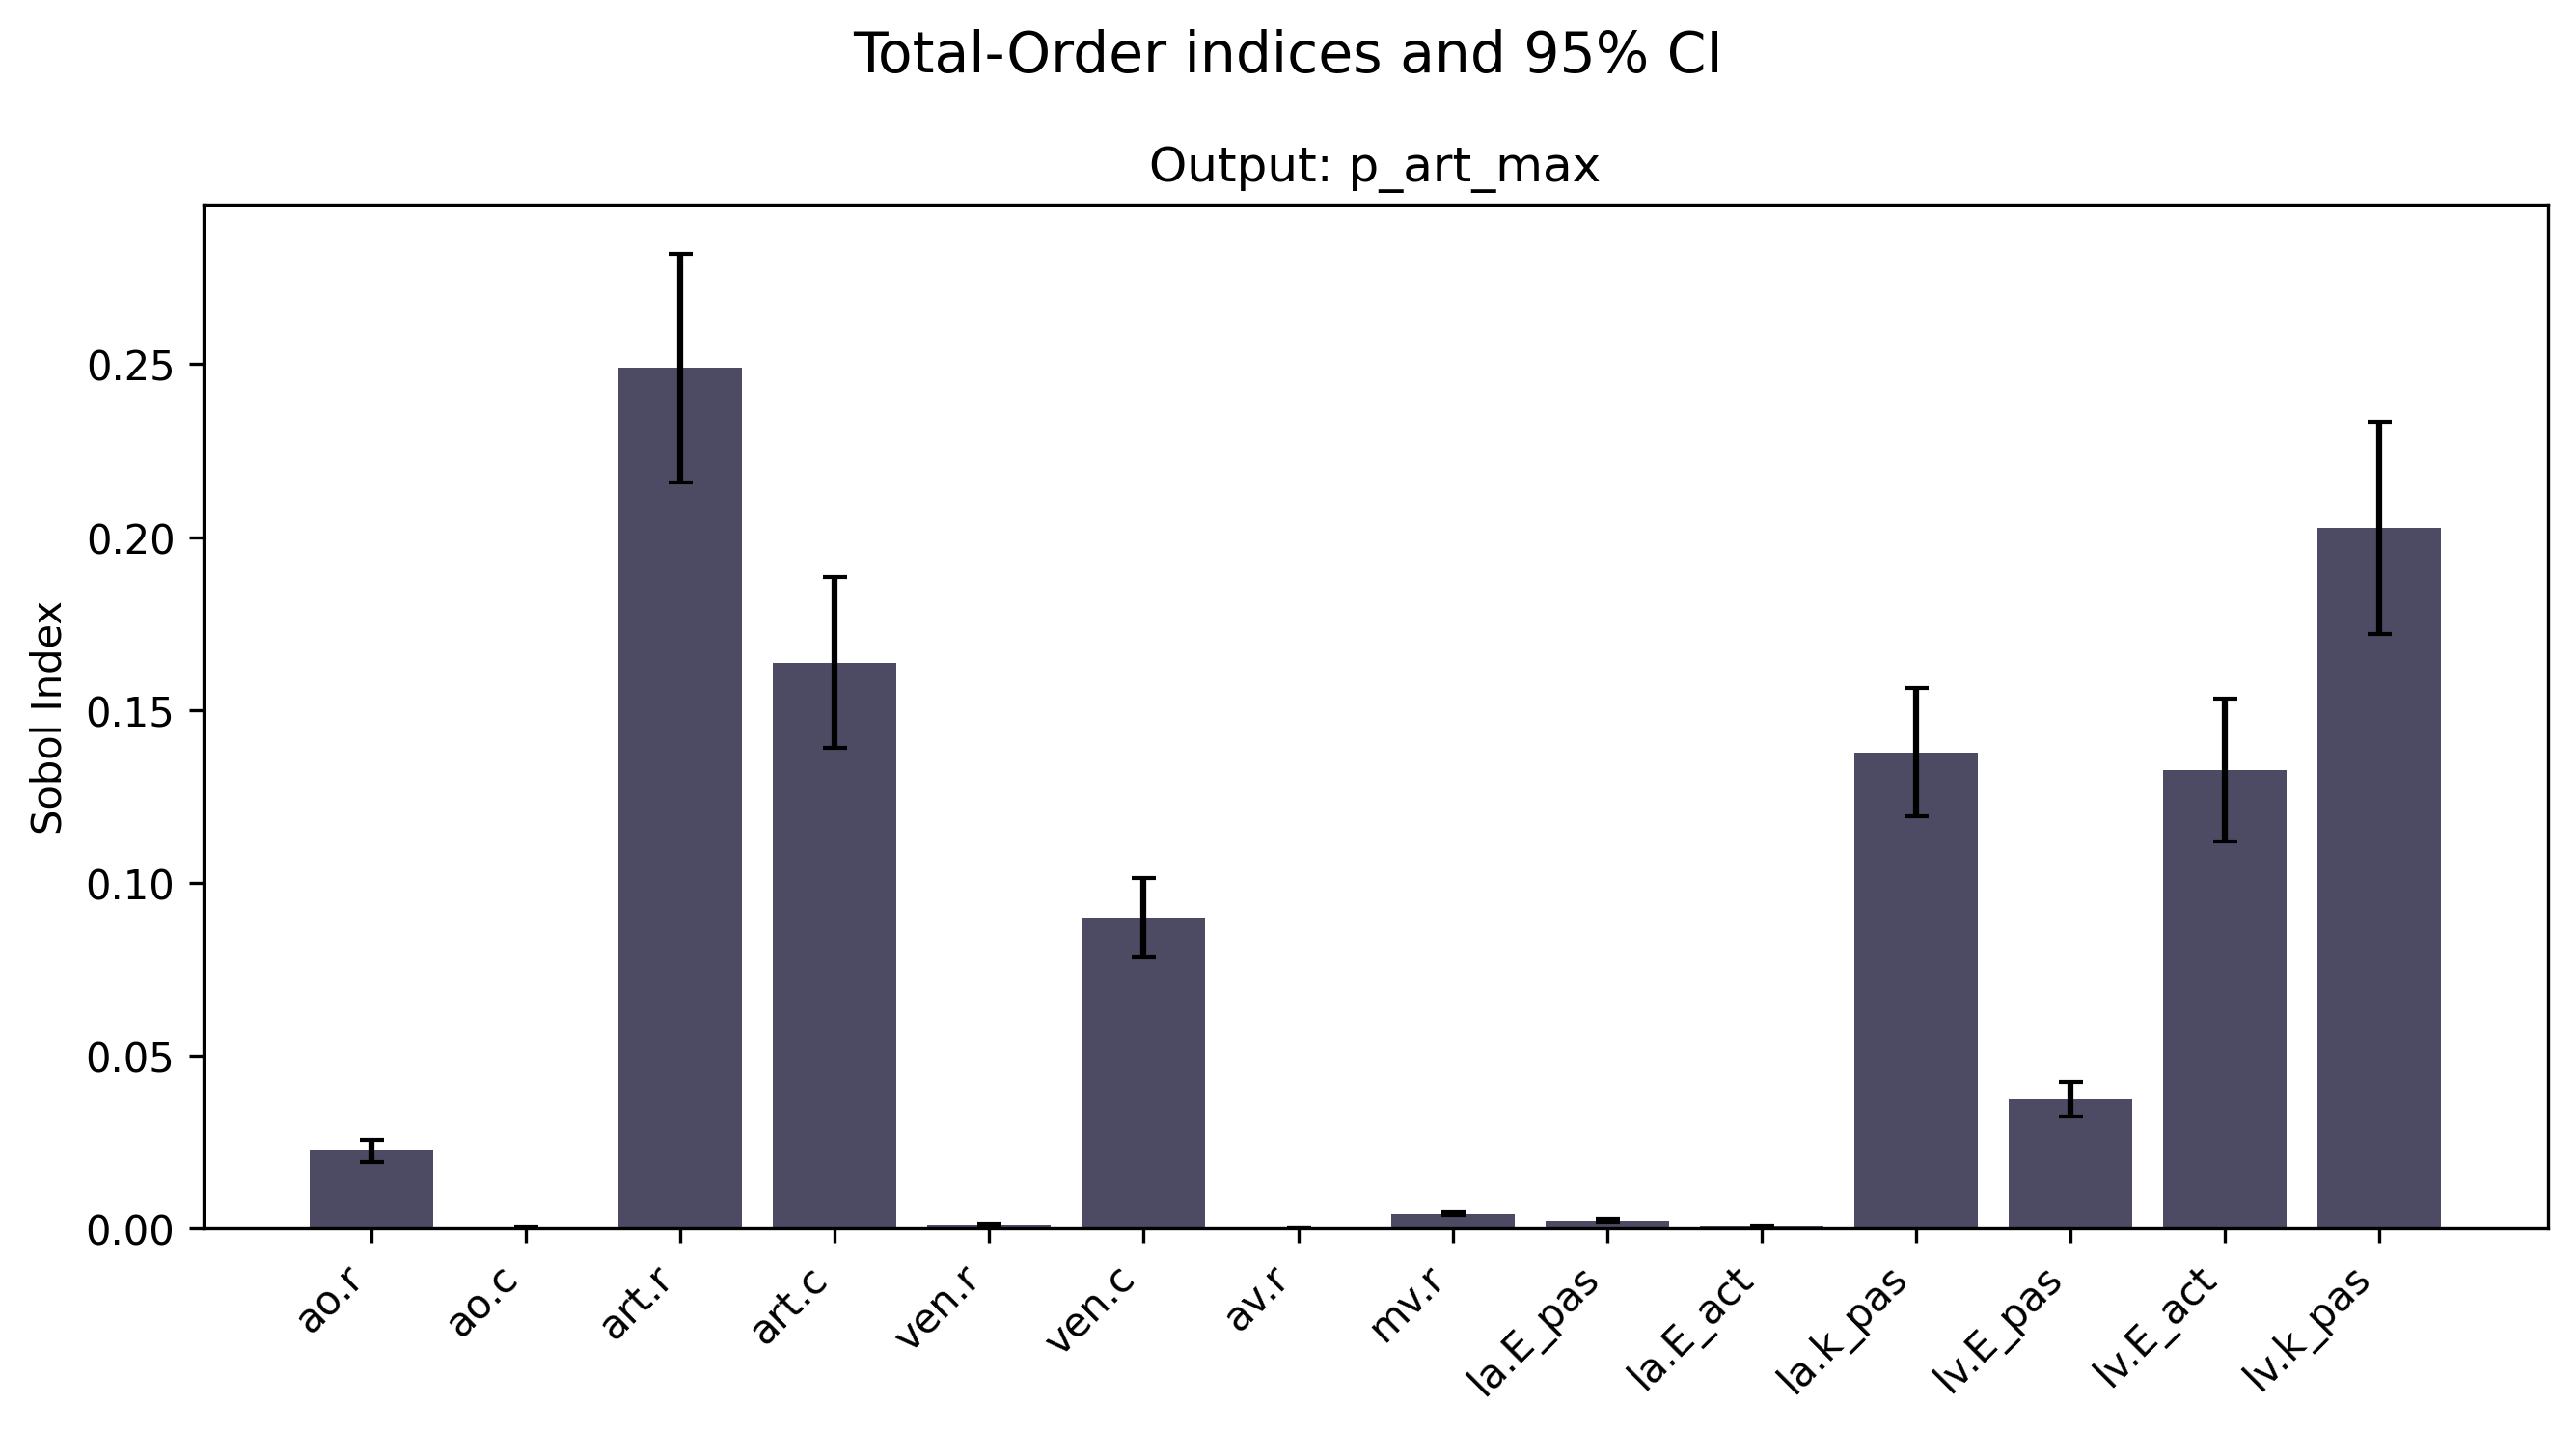 Total-Order indices and 95% CI
Output: p_art_max
Sobol Index
0.25
0.20
0.15
0.10
0.05
0.00
ao.r
ao.c
art.r
art.c
ven.r
ven.c
av.r
mv.r
la.E_pas
la.E_act
la.k_pas
lv.E_pas
lv.E_act
lv.k_pas